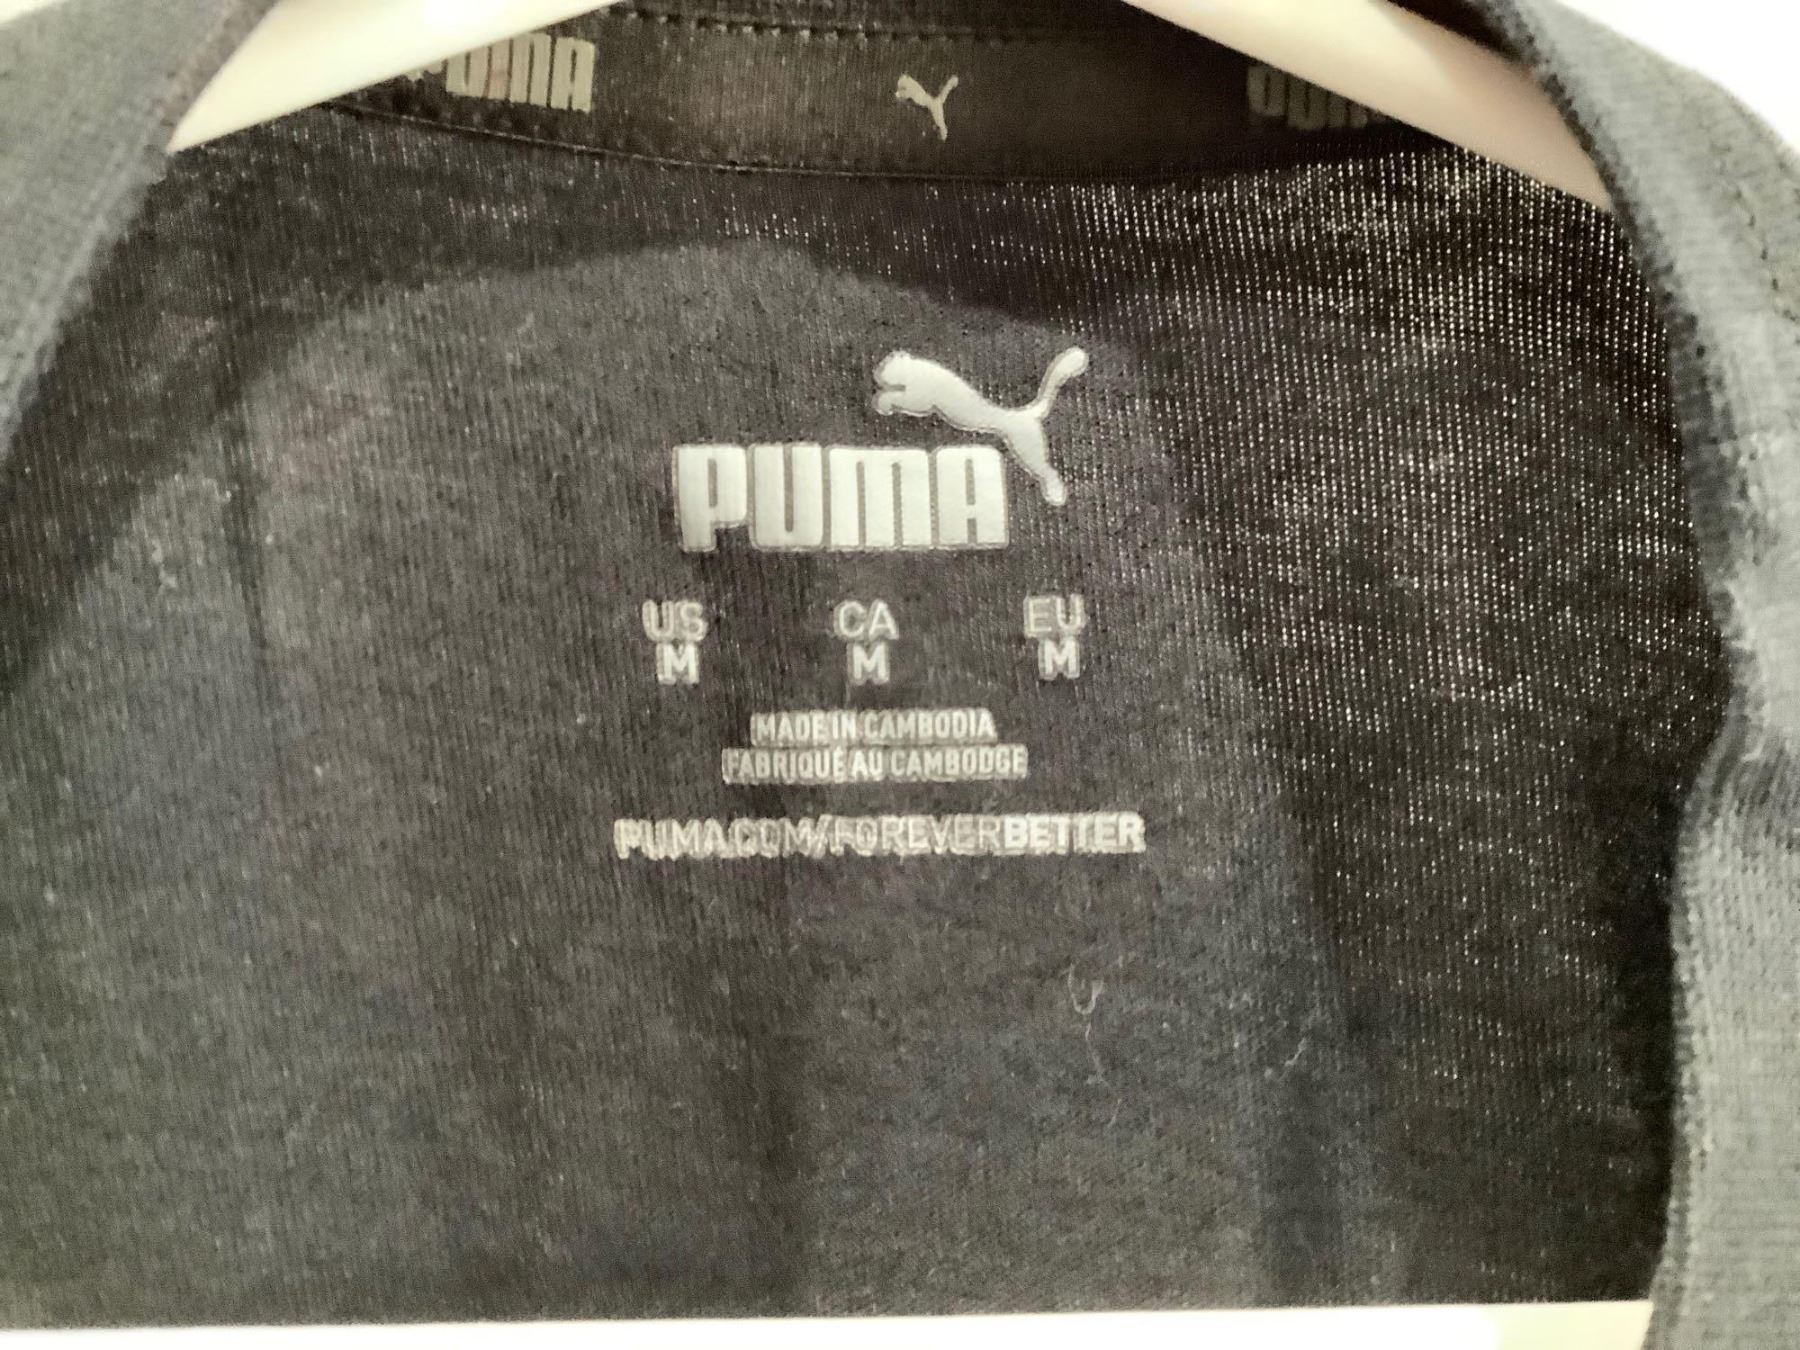 PUMA
PUMA
US CA EU
M M M
MADE IN CAMBODIA
FABRIQUÉ AU CAMBODGE
PUMA.COM/FOREVERBETTER